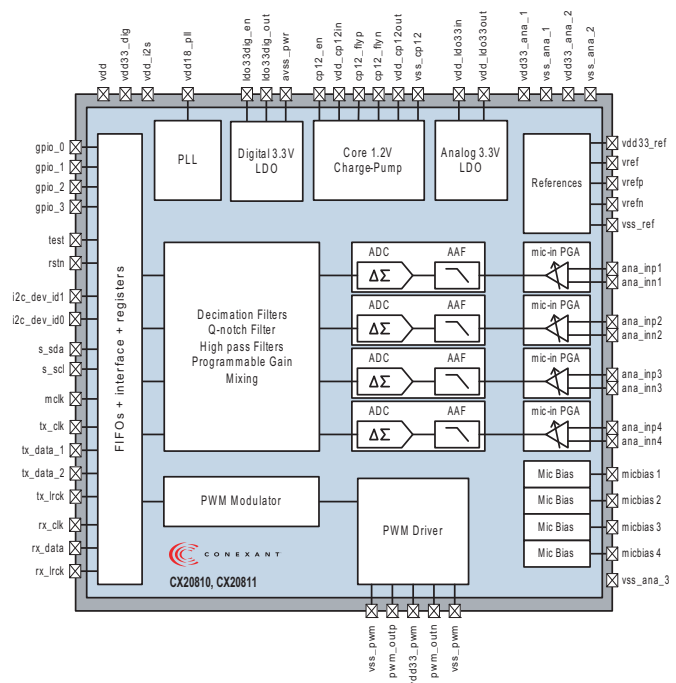 vdd
vdd33_dig
vd_i2s
vdd18_pll
ldo33dig_en
ldo33dig_out
avss_pwr
cp12_en
vdd_cp12in
cp12_flyp
cp12_flyn
vdd_cp12out
vss_cp12
vdd_ldo33in
vdd_ldo33out
vdd33_ana_1
vss_ana_1
vdd33_ana_2
vss_ana_2
gpio_0
gpio_1
gpio_2
gpio_3
test
rstn
i2c_dev_id1
i2c_dev_id0
s_sda
s_scl
mclk
tx_clk
tx_data_1
tx_data_2
tx_lrck
rx_clk
rx_data
rx_lrck
FIFOs + interface + registers
PLL
Digital 3.3V
LDO
Core 1.2V
Charge-Pump
Analog 3.3V
LDO
References
vdd33_ref
vref
vrefp
vrefn
vss_ref
Decimation Filters
Q-notch Filter
High pass Filters
Programmable Gain
Mixing
ADC
AAF
ΔΣ
mic-in PGA
ana_inp1
ana_inn1
ADC
AAF
ΔΣ
mic-in PGA
ana_inp2
ana_inn2
ADC
AAF
ΔΣ
mic-in PGA
ana_inp3
ana_inn3
ADC
AAF
ΔΣ
mic-in PGA
ana_inp4
ana_inn4
Mic Bias
micbias 1
Mic Bias
micbias 2
Mic Bias
micbias 3
Mic Bias
micbias 4
vss_ana_3
PWM Modulator
PWM Driver
CONEXANT
CX20810, CX20811
vss_pwm
pwm_outp
vdd33_pwm
pwm_outn
vss_pwm